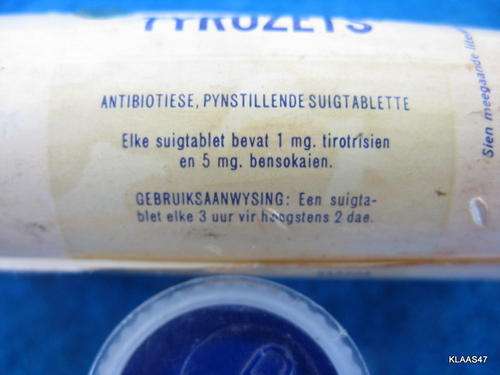 TYROZETS
ANTIBIOTIESE, PYNSTILLENDE SUIGTABLETTE
Elke suigtablet bevat 1 mg. tirotrisien
en 5 mg. bensokaien.
GEBRUIKSAANWYSING: Een suigta-
blet elke 3 uur vir hoogstens 2 dae.
Sien meegaande
KLAAS47